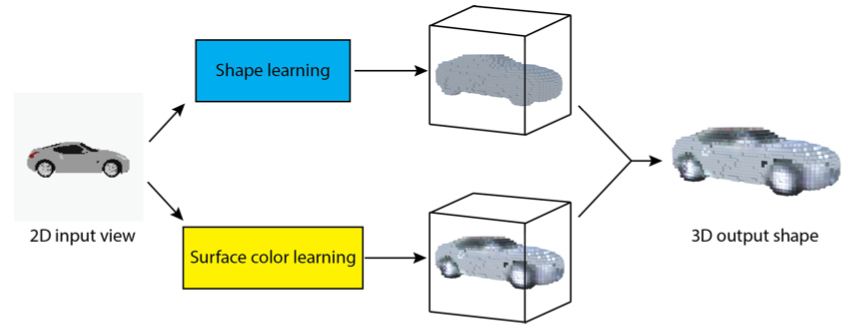 Shape learning
2D input view
Surface color learning
3D output shape